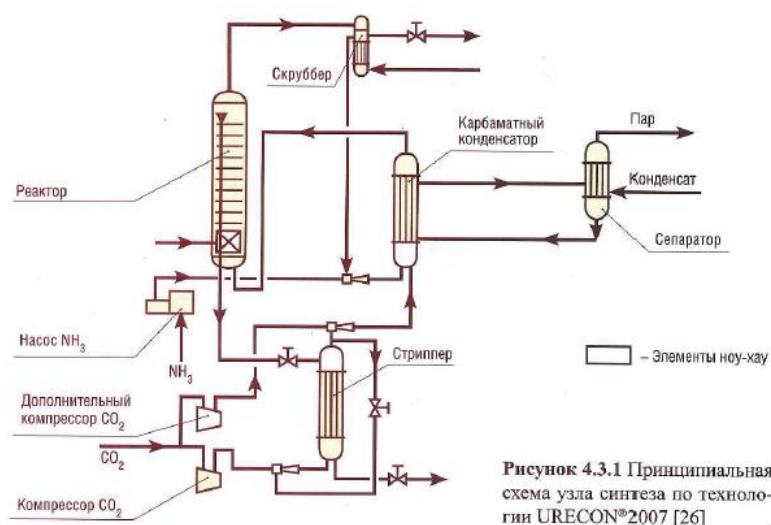 Скруббер
Карбаматный
конденсатор
Пар
Реактор
Конденсат
Сепаратор
Насос NH₃
NH₃
Стриппер
– Элементы ноу-хау
Дополнительный
компрессор CO₂
CO₂
Компрессор CO₂
Рисунок 4.3.1 Принципиальная
схема узла синтеза по техноло-
гии URECON®2007 [26]